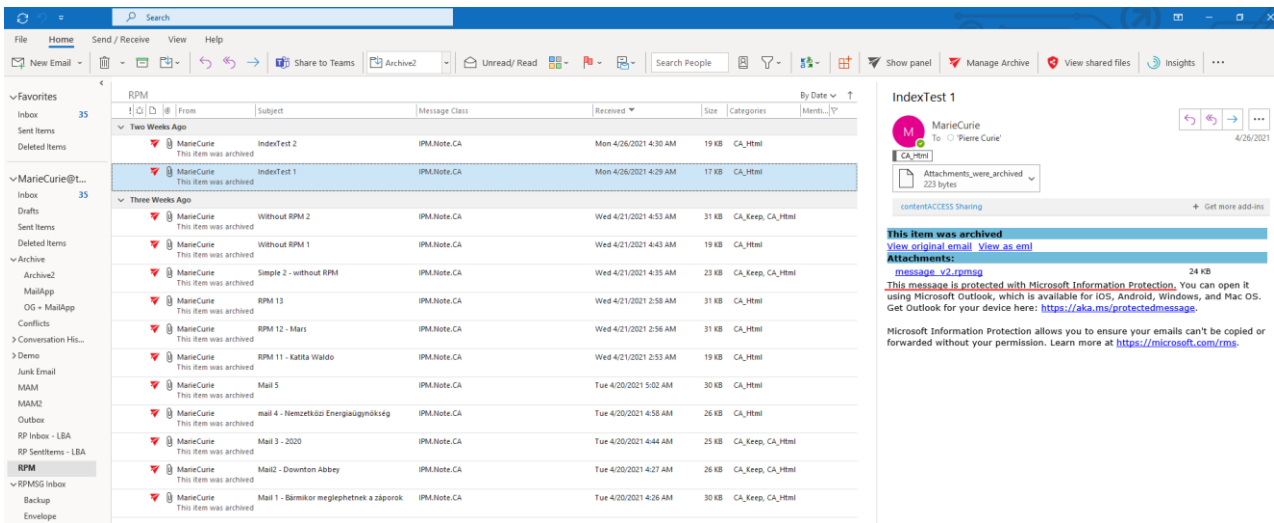 Search
File Home Send / Receive View Help
New Email Share to Teams Archive2 Unread/ Read Search People Show panel Manage Archive View shared files Insights
Favorites
Inbox 35
Sent Items
Deleted Items
MarieCurie@t...
Inbox 35
Drafts
Sent Items
Deleted Items
Archive
Archive2
MailApp
OG + MailApp
Conflicts
Conversation His...
Demo
Junk Email
MAM
MAM2
Outbox
RP Inbox - LBA
RP SentItems - LBA
RPM
RPMSG Inbox
Backup
Envelope
RPM By Date
From Subject Message Class Received Size Categories Menti...
Two Weeks Ago
MarieCurie IndexTest 2 IPM.Note.CA Mon 4/26/2021 4:30 AM 19 KB CA_Html
This item was archived
MarieCurie IndexTest 1 IPM.Note.CA Mon 4/26/2021 4:29 AM 17 KB CA_Html
This item was archived
Three Weeks Ago
MarieCurie Without RPM 2 IPM.Note.CA Wed 4/21/2021 4:53 AM 31 KB CA_Keep, CA_Html
This item was archived
MarieCurie Without RPM 1 IPM.Note.CA Wed 4/21/2021 4:43 AM 19 KB CA_Html
This item was archived
MarieCurie Simple 2 - without RPM IPM.Note.CA Wed 4/21/2021 4:35 AM 23 KB CA_Keep, CA_Html
This item was archived
MarieCurie RPM 13 IPM.Note.CA Wed 4/21/2021 2:58 AM 31 KB CA_Html
This item was archived
MarieCurie RPM 12 - Mars IPM.Note.CA Wed 4/21/2021 2:56 AM 31 KB CA_Html
This item was archived
MarieCurie RPM 11 - Katita Waldo IPM.Note.CA Wed 4/21/2021 2:53 AM 19 KB CA_Html
This item was archived
MarieCurie Mail 5 IPM.Note.CA Tue 4/20/2021 5:02 AM 30 KB CA_Html
This item was archived
MarieCurie mail 4 - Nemzetközi Energiaügynökség IPM.Note.CA Tue 4/20/2021 4:58 AM 26 KB CA_Html
This item was archived
MarieCurie Mail 3 - 2020 IPM.Note.CA Tue 4/20/2021 4:44 AM 25 KB CA_Keep, CA_Html
This item was archived
MarieCurie Mail2 - Downton Abbey IPM.Note.CA Tue 4/20/2021 4:27 AM 26 KB CA_Keep, CA_Html
This item was archived
MarieCurie Mail 1 - Bármikor meglephetnek a záporok IPM.Note.CA Tue 4/20/2021 4:26 AM 30 KB CA_Keep, CA_Html
This item was archived
IndexTest 1
M
MarieCurie
To 'Pierre Curie' 4/26/2021
CA_Html
Attachments_were_archived
223 bytes
contentACCESS Sharing + Get more add-ins
This item was archived
View original email View as eml
Attachments:
message_v2.rpmsg 24 KB
This message is protected with Microsoft Information Protection. You can open it
using Microsoft Outlook, which is available for iOS, Android, Windows, and Mac OS.
Get Outlook for your device here: https://aka.ms/protectedmessage.
Microsoft Information Protection allows you to ensure your emails can't be copied or
forwarded without your permission. Learn more at https://microsoft.com/rms.